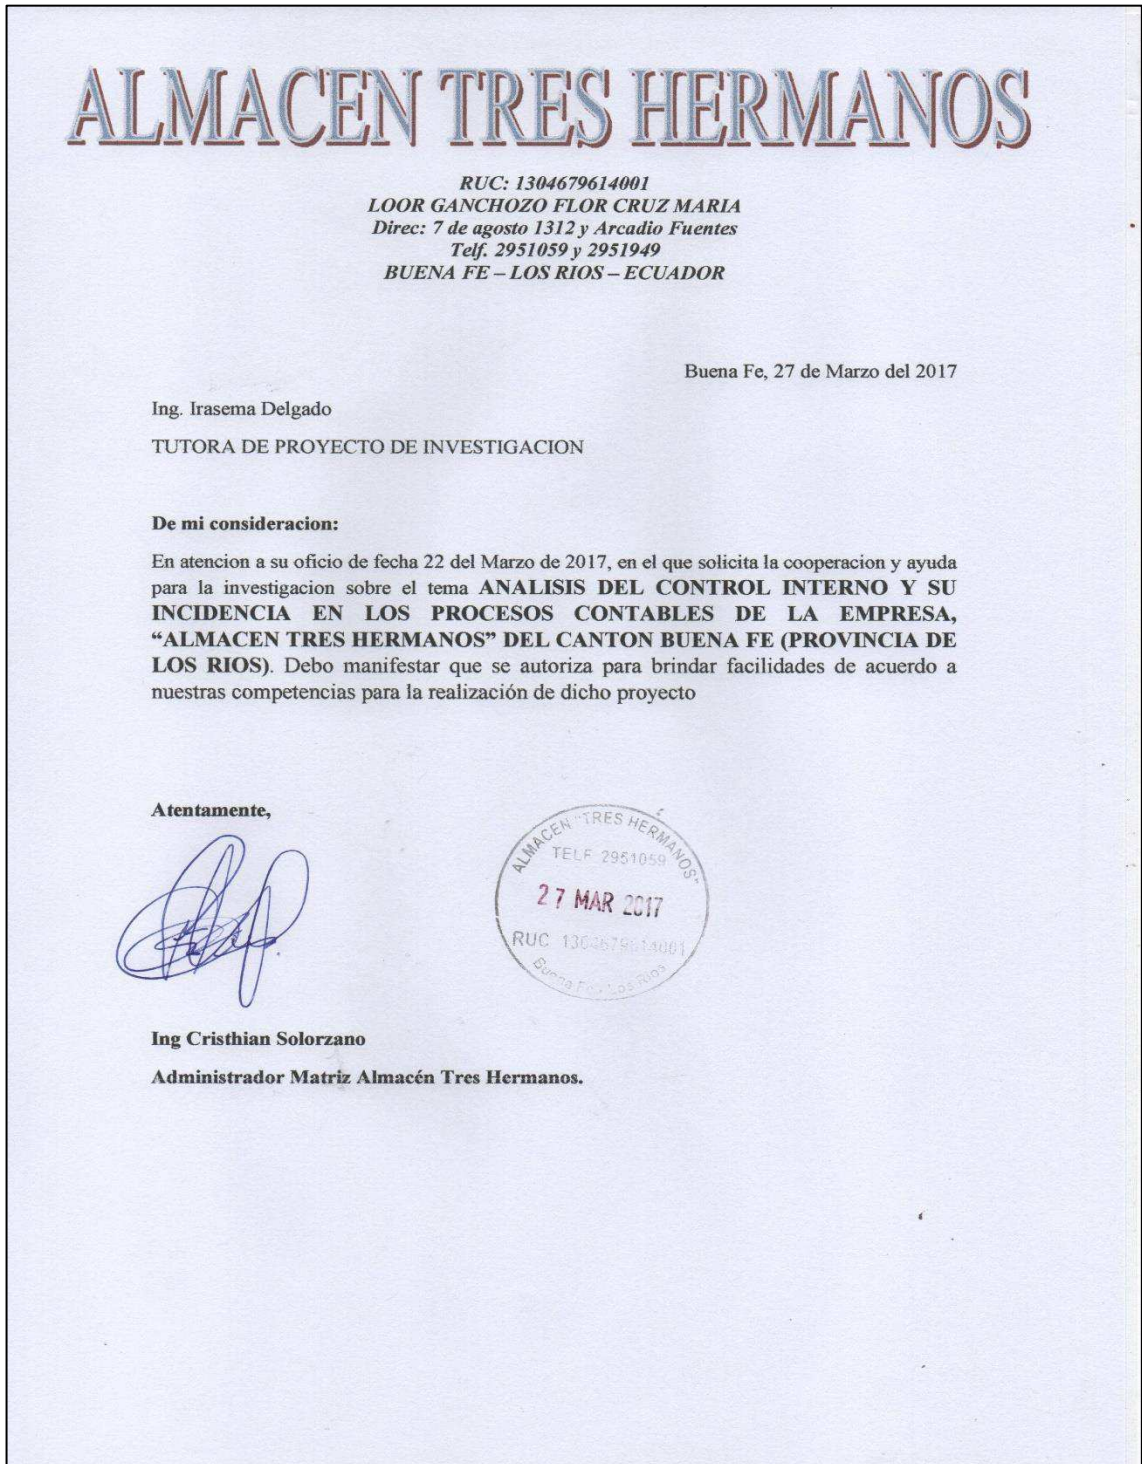 ALMACEN TRES HERMANOS
RUC: 1304679614001
LOOR GANCHOZO FLOR CRUZ MARIA
Direc: 7 de agosto 1312 y Arcadio Fuentes
Telf. 2951059 y 2951949
BUENA FE – LOS RIOS – ECUADOR
Buena Fe, 27 de Marzo del 2017
Ing. Irasema Delgado
TUTORA DE PROYECTO DE INVESTIGACION
De mi consideracion:
En atencion a su oficio de fecha 22 del Marzo de 2017, en el que solicita la cooperacion y ayuda
para la investigacion sobre el tema ANALISIS DEL CONTROL INTERNO Y SU
INCIDENCIA EN LOS PROCESOS CONTABLES DE LA EMPRESA,
“ALMACEN TRES HERMANOS” DEL CANTON BUENA FE (PROVINCIA DE
LOS RIOS). Debo manifestar que se autoriza para brindar facilidades de acuerdo a
nuestras competencias para la realización de dicho proyecto
Atentamente,
ALMACEN "TRES HERMANOS"
TELF 2951059
27 MAR 2017
RUC 1304679614001
Buena Fe - Los Rios
Ing Cristhian Solorzano
Administrador Matriz Almacén Tres Hermanos.